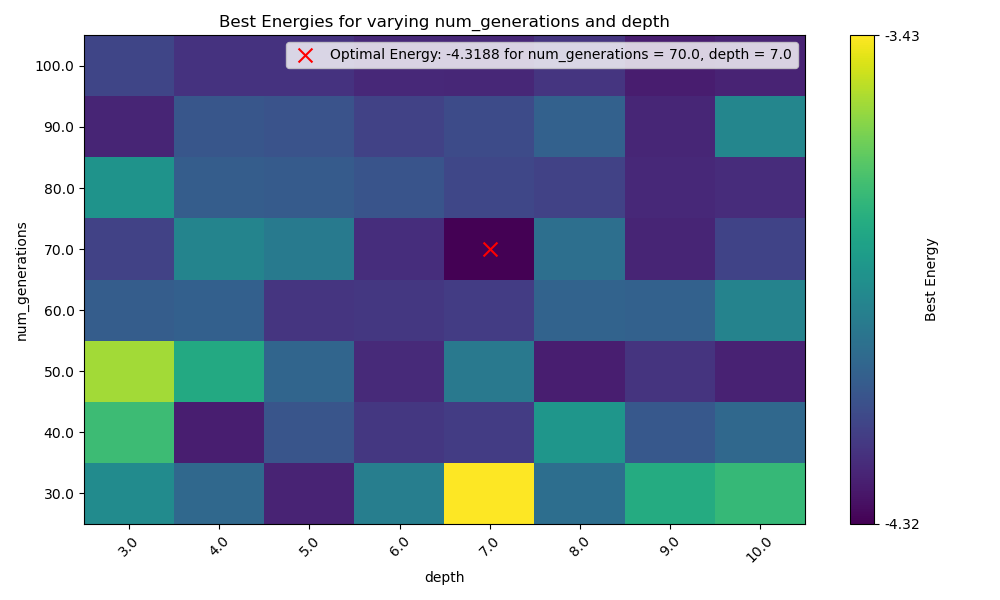 Best Energies for varying num_generations and depth
Optimal Energy: -4.3188 for num_generations = 70.0, depth = 7.0
num_generations
100.0
90.0
80.0
70.0
60.0
50.0
40.0
30.0
3.0 4.0 5.0 6.0 7.0 8.0 9.0 10.0
depth
-3.43
-4.32
Best Energy